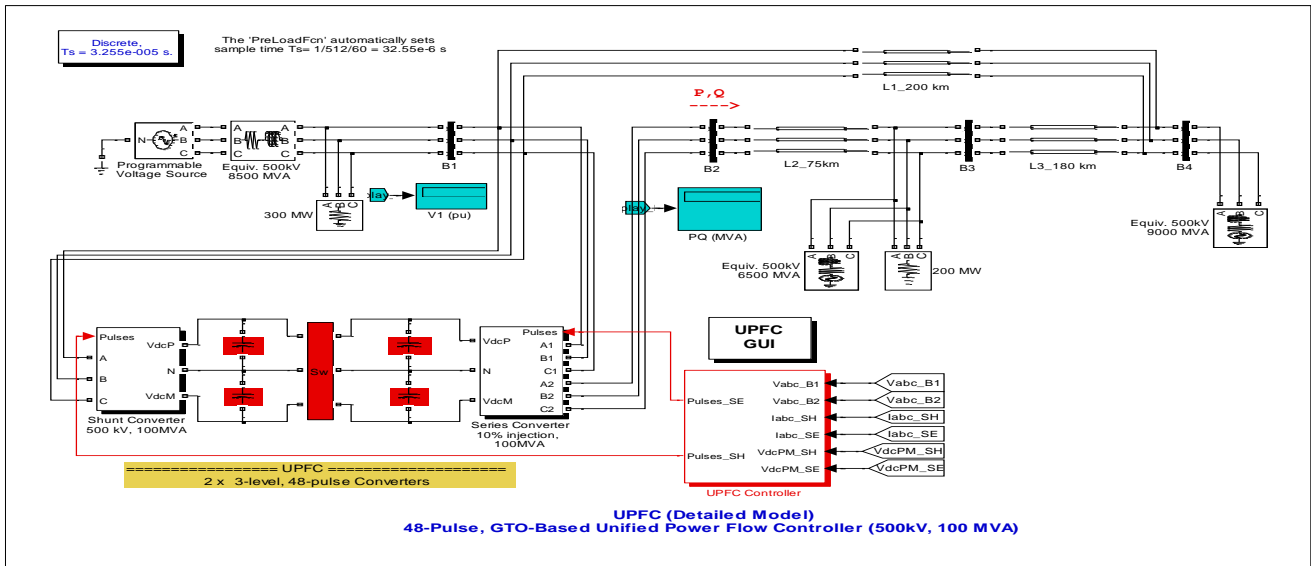 Discrete,
Ts = 3.255e-005 s.
The 'PreLoadFcn' automatically sets
sample time Ts= 1/512/60 = 32.55e-6 s
L1_200 km
P,Q
---->
N
A
B
C
A
B
C
A
B
C
Programmable
Voltage Source
Equiv. 500kV
8500 MVA
B1
B2
L2_75km
B3
L3_180 km
B4
A
B
C
300 MW
V1 (pu)
PQ (MVA)
A
B
C
Equiv. 500kV
6500 MVA
A
B
C
200 MW
A
B
C
Equiv. 500kV
9000 MVA
Pulses
A
B
C
VdcP
N
VdcM
Shunt Converter
500 kV, 100MVA
Sw
VdcP
N
VdcM
Pulses
A1
B1
C1
A2
B2
C2
Series Converter
10% injection,
100MVA
UPFC
GUI
Pulses_SE
Pulses_SH
Vabc_B1
Vabc_B2
Iabc_SH
Iabc_SE
VdcPM_SH
VdcPM_SE
Vabc_B1
Vabc_B2
Iabc_SH
Iabc_SE
VdcPM_SH
VdcPM_SE
UPFC Controller
================= UPFC ====================
2 x 3-level, 48-pulse Converters
UPFC (Detailed Model)
48-Pulse, GTO-Based Unified Power Flow Controller (500kV, 100 MVA)